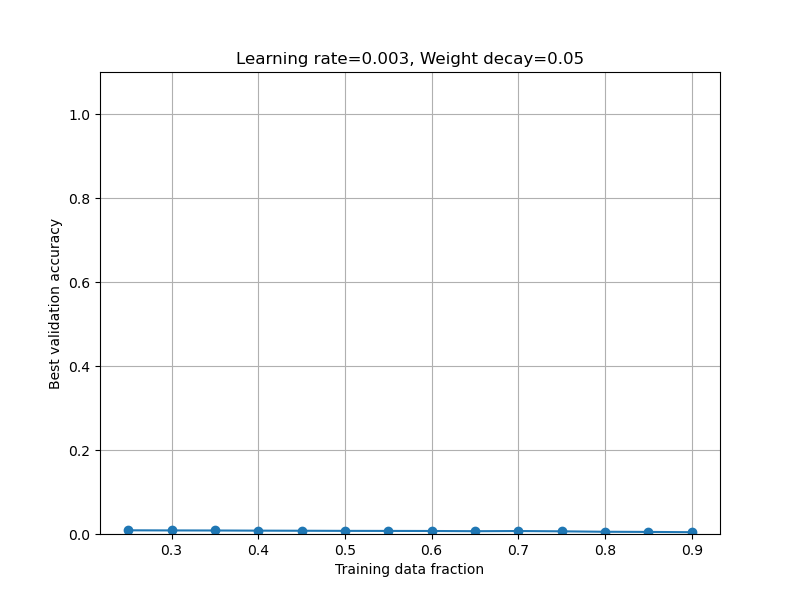 Learning rate=0.003, Weight decay=0.05
1.0
0.8
0.6
0.4
0.2
0.0
Best validation accuracy
0.3 0.4 0.5 0.6 0.7 0.8 0.9
Training data fraction